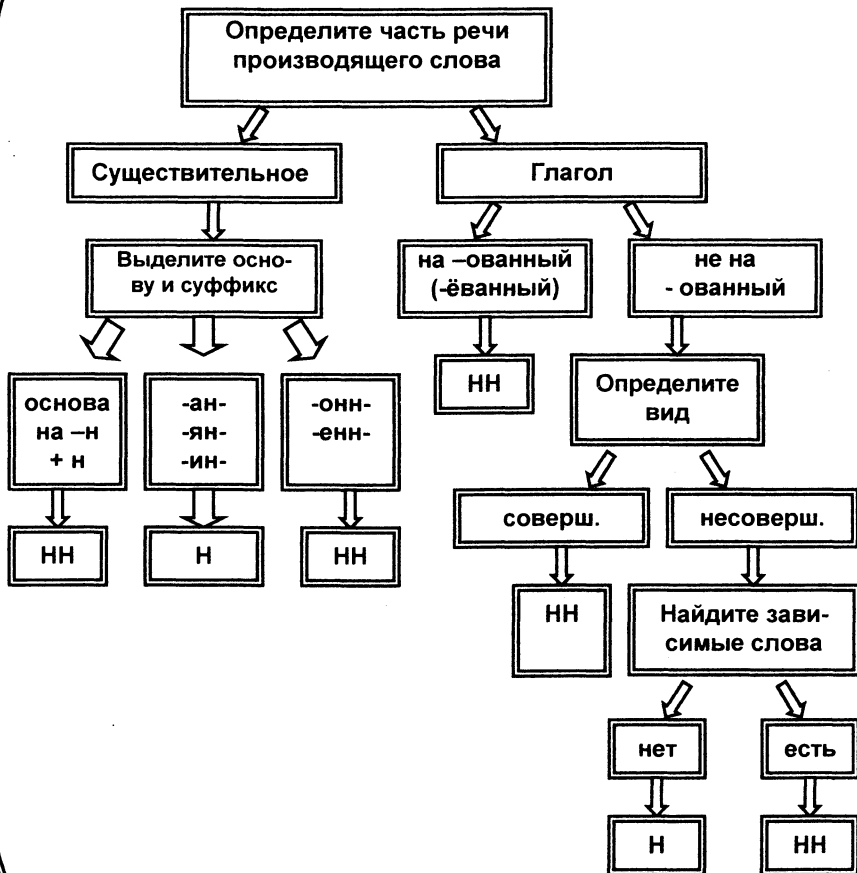 Определите часть речи
производящего слова
Существительное
Глагол
Выделите осно-
ву и суффикс
на –ованный
(-ёванный)
не на
- ованный
основа
на –н
+ н
-ан-
-ян-
-ин-
-онн-
-енн-
НН
Определите
вид
НН
Н
НН
соверш.
несоверш.
НН
Найдите зави-
симые слова
нет
есть
Н
НН